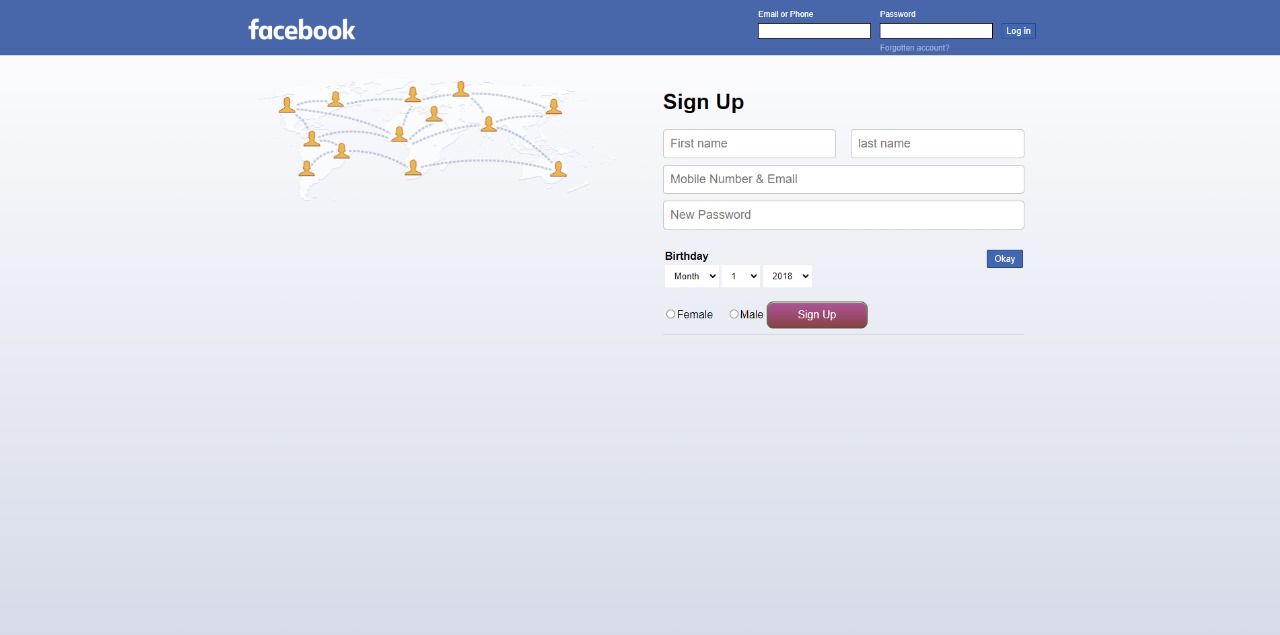 facebook
Email or Phone
Password
Log in
Forgotten account?
Sign Up
First name
last name
Mobile Number & Email
New Password
Birthday
Okay
Month
1
2018
Female
Male
Sign Up